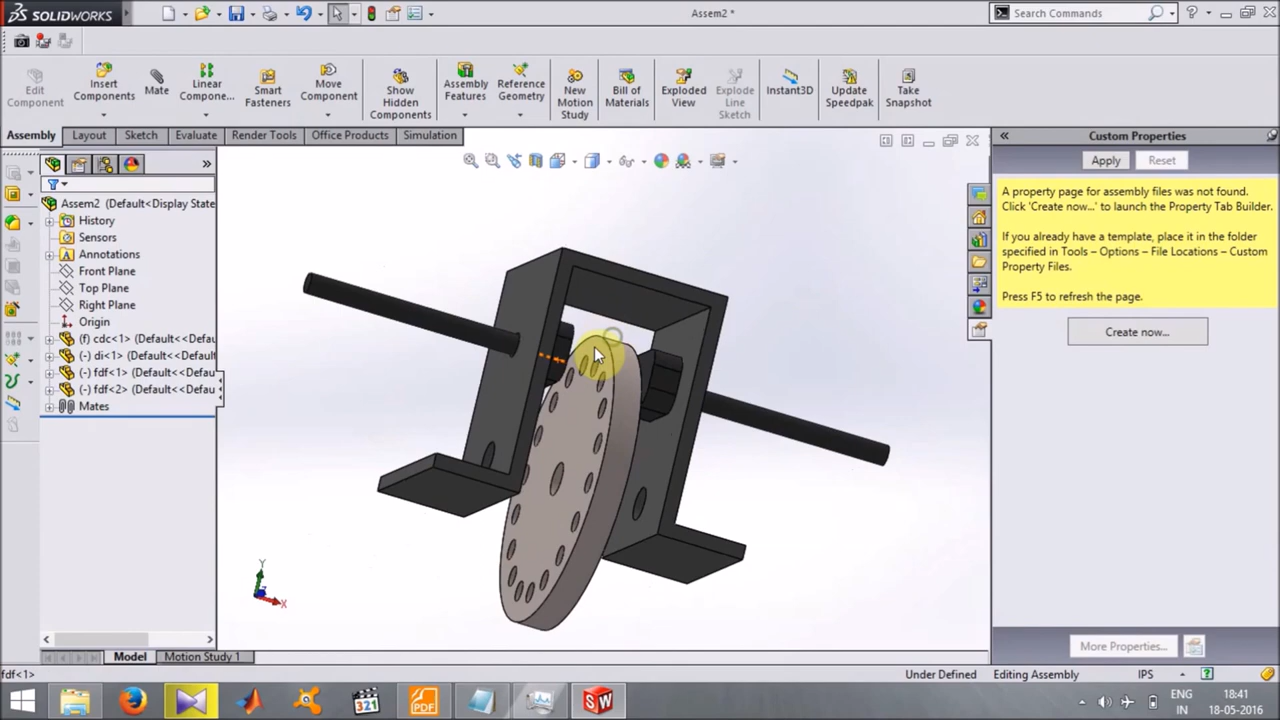 SOLIDWORKS
Assem2 *
Search Commands
Edit Component
Insert Components
Mate
Linear Compone...
Smart Fasteners
Move Component
Show Hidden Components
Assembly Features
Reference Geometry
New Motion Study
Bill of Materials
Exploded View
Explode Line Sketch
Instant3D
Update Speedpak
Take Snapshot
Assembly
Layout
Sketch
Evaluate
Render Tools
Office Products
Simulation
Assem2 (Default<Display State
History
Sensors
Annotations
Front Plane
Top Plane
Right Plane
Origin
(f) cdc<1> (Default<<Defau
(-) di<1> (Default<<Default
(-) fdf<1> (Default<<Defau
(-) fdf<2> (Default<<Defau
Mates
Y
X
Custom Properties
Apply
Reset
A property page for assembly files was not found.
Click 'Create now...' to launch the Property Tab Builder.
If you already have a template, place it in the folder
specified in Tools – Options – File Locations – Custom
Property Files.
Press F5 to refresh the page.
Create now...
More Properties...
Model
Motion Study 1
fdf<1>
Under Defined
Editing Assembly
IPS
321
PDF
SW
ENG
IN
18:41
18-05-2016